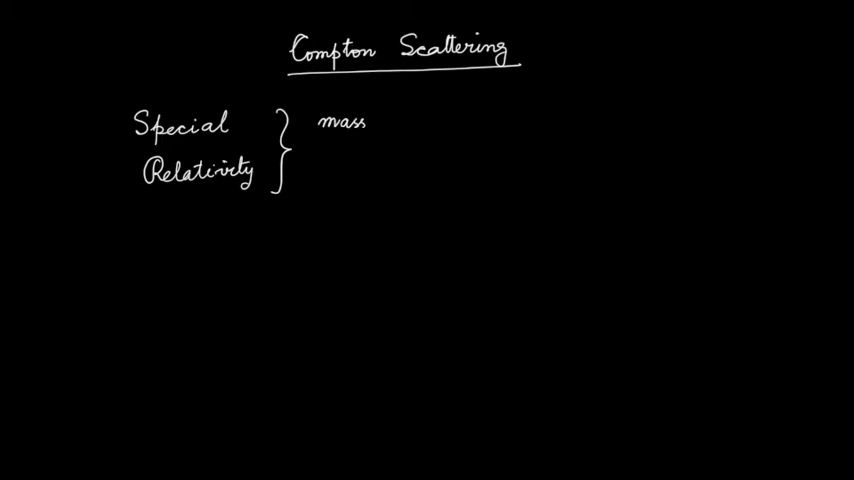 Compton Scattering
Special
Relativity
} mass